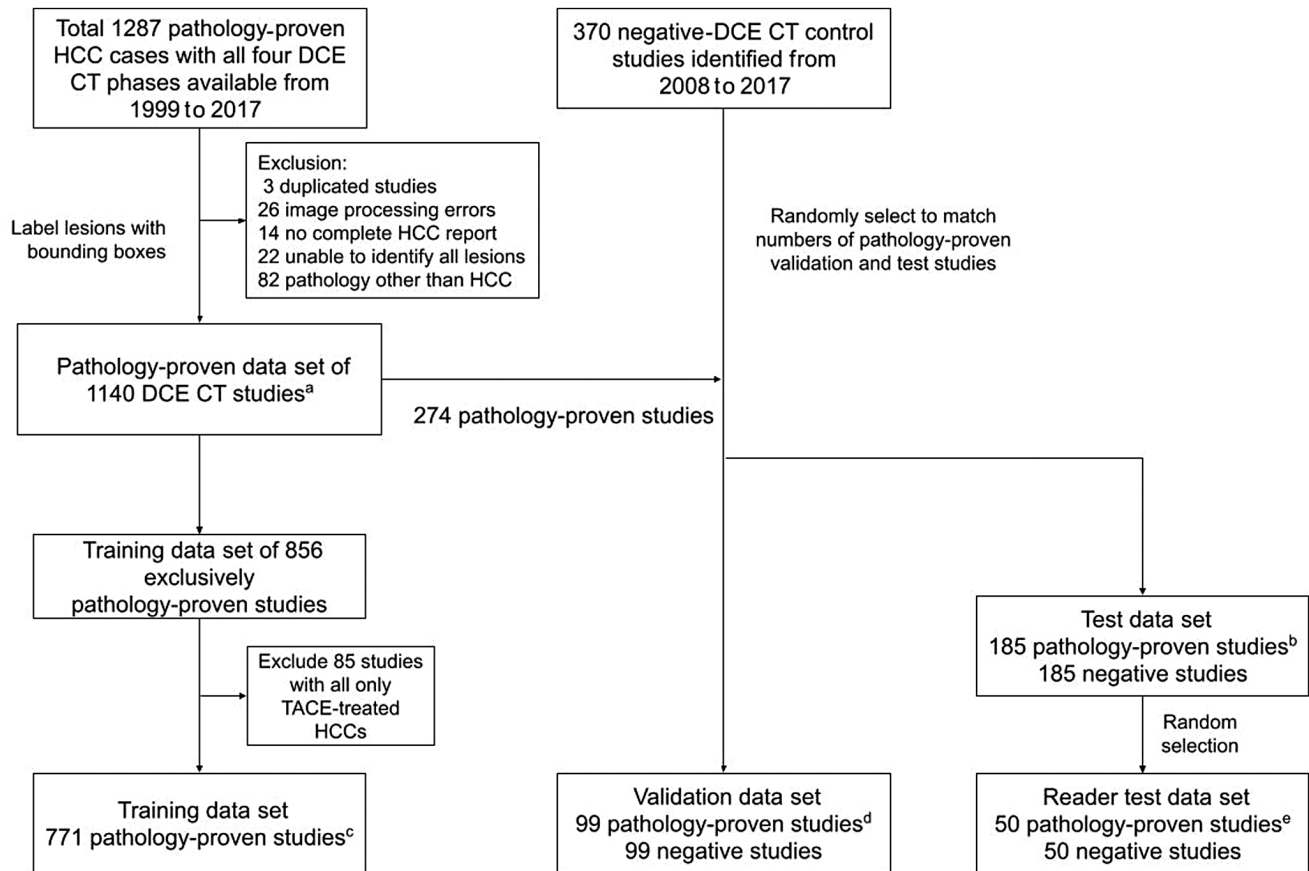 Total 1287 pathology-proven
HCC cases with all four DCE
CT phases available from
1999 to 2017
370 negative-DCE CT control
studies identified from
2008 to 2017
Exclusion:
3 duplicated studies
26 image processing errors
14 no complete HCC report
22 unable to identify all lesions
82 pathology other than HCC
Label lesions with
bounding boxes
Randomly select to match
numbers of pathology-proven
validation and test studies
Pathology-proven data set of
1140 DCE CT studiesᵃ
274 pathology-proven studies
Training data set of 856
exclusively
pathology-proven studies
Exclude 85 studies
with all only
TACE-treated
HCCs
Test data set
185 pathology-proven studiesᵇ
185 negative studies
Random
selection
Training data set
771 pathology-proven studiesᶜ
Validation data set
99 pathology-proven studiesᵈ
99 negative studies
Reader test data set
50 pathology-proven studiesᵉ
50 negative studies